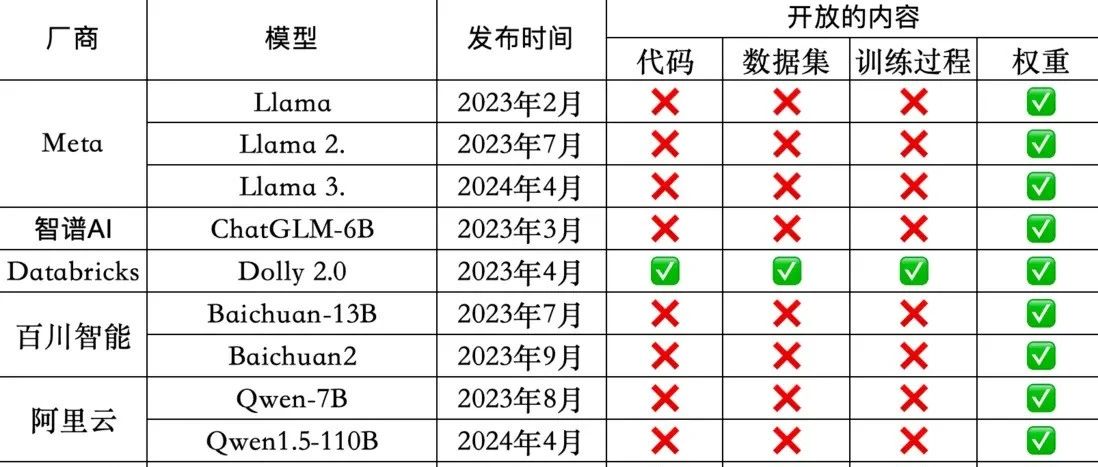 厂商 模型 发布时间 开放的内容
代码 数据集 训练过程 权重
Meta Llama 2023年2月 ❌ ❌ ❌ ✅
Llama 2. 2023年7月 ❌ ❌ ❌ ✅
Llama 3. 2024年4月 ❌ ❌ ❌ ✅
智谱AI ChatGLM-6B 2023年3月 ❌ ❌ ❌ ✅
Databricks Dolly 2.0 2023年4月 ✅ ✅ ✅ ✅
百川智能 Baichuan-13B 2023年7月 ❌ ❌ ❌ ✅
Baichuan2 2023年9月 ❌ ❌ ❌ ✅
阿里云 Qwen-7B 2023年8月 ❌ ❌ ❌ ✅
Qwen1.5-110B 2024年4月 ❌ ❌ ❌ ✅